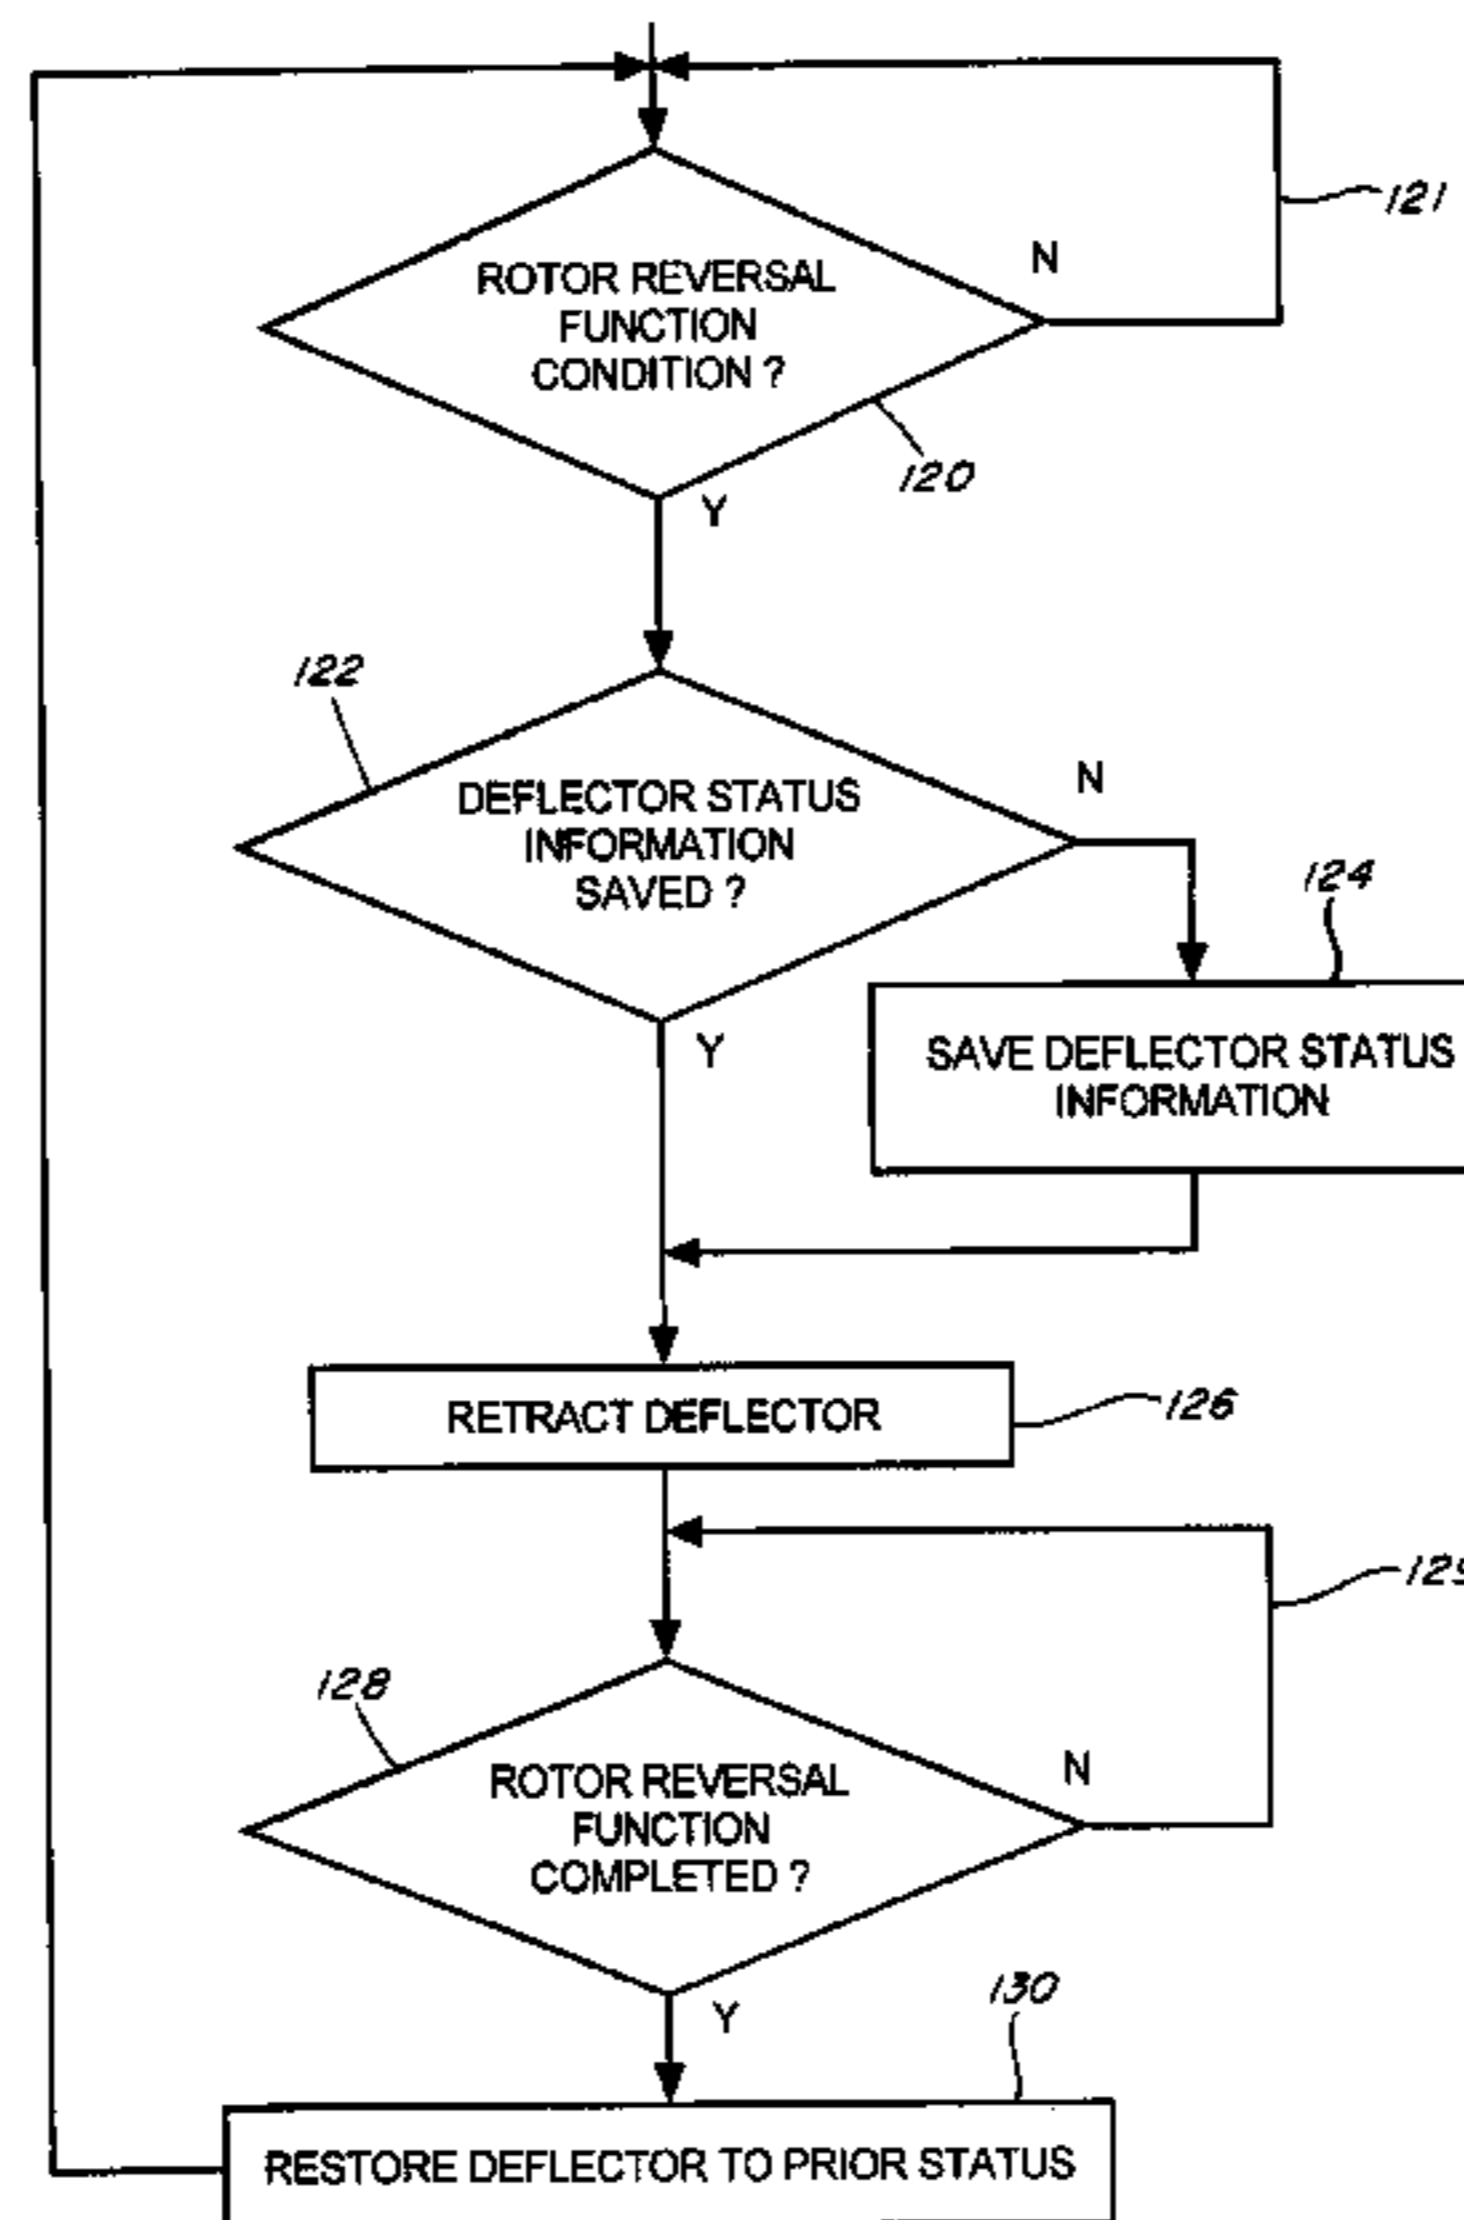 121
N
ROTOR REVERSAL
FUNCTION
CONDITION ?
120
Y
122
N
DEFLECTOR STATUS
INFORMATION
SAVED ?
124
Y
SAVE DEFLECTOR STATUS
INFORMATION
RETRACT DEFLECTOR
126
128
N
ROTOR REVERSAL
FUNCTION
COMPLETED ?
130
Y
RESTORE DEFLECTOR TO PRIOR STATUS